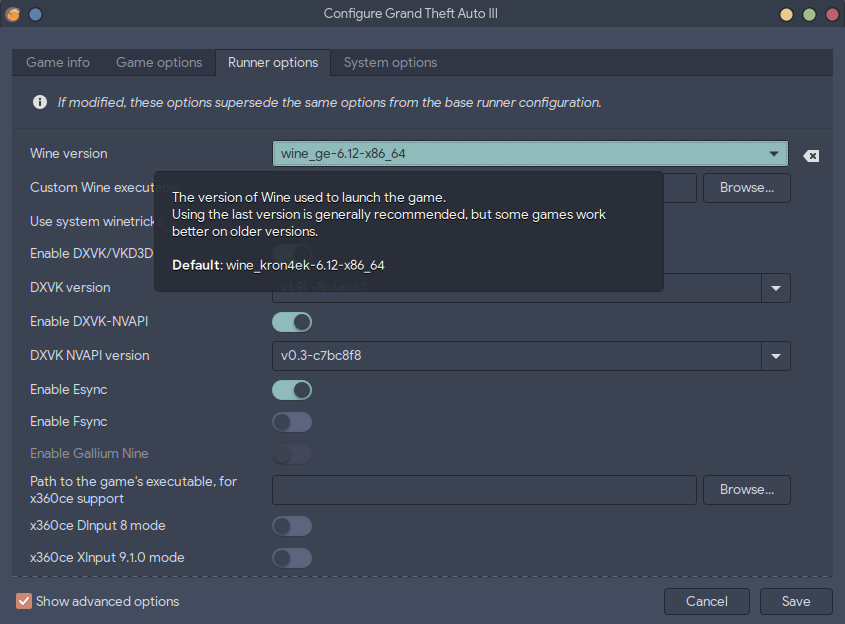 Configure Grand Theft Auto III
Game info
Game options
Runner options
System options
If modified, these options supersede the same options from the base runner configuration.
Wine version
wine_ge-6.12-x86_64
Custom Wine executa
Browse...
The version of Wine used to launch the game.
Using the last version is generally recommended, but some games work
better on older versions.
Default: wine_kron4ek-6.12-x86_64
Use system winetricks
Enable DXVK/VKD3D
DXVK version
Enable DXVK-NVAPI
DXVK NVAPI version
v0.3-c7bc8f8
Enable Esync
Enable Fsync
Enable Gallium Nine
Path to the game's executable, for
x360ce support
Browse...
x360ce DInput 8 mode
x360ce XInput 9.1.0 mode
Show advanced options
Cancel
Save